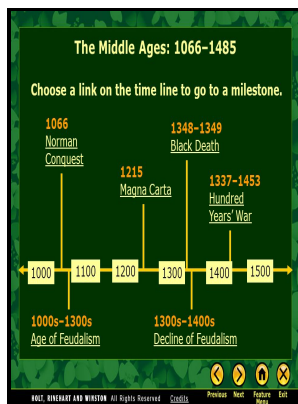 The Middle Ages: 1066–1485
Choose a link on the time line to go to a milestone.
1066
Norman
Conquest
1348–1349
Black Death
1215
Magna Carta
1337–1453
Hundred
Years’ War
1000 1100 1200 1300 1400 1500
1000s–1300s
Age of Feudalism
1300s–1400s
Decline of Feudalism
HOLT, RINEHART AND WINSTON All Rights Reserved Credits
Previous Next Feature Menu Exit